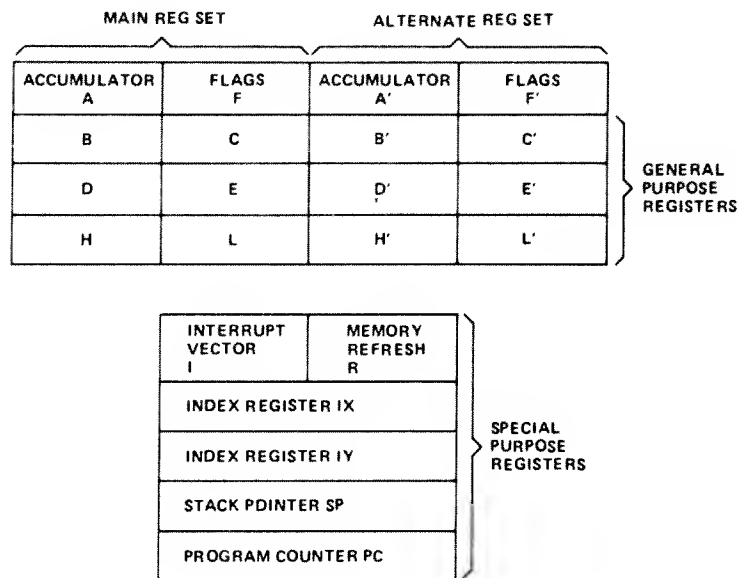 MAIN REG SET
ALTERNATE REG SET
ACCUMULATOR
A
FLAGS
F
ACCUMULATOR
A'
FLAGS
F'
B
C
B'
C'
D
E
D'
E'
H
L
H'
L'
GENERAL
PURPOSE
REGISTERS
INTERRUPT
VECTOR
I
MEMORY
REFRESH
R
INDEX REGISTER IX
INDEX REGISTER IY
STACK POINTER SP
PROGRAM COUNTER PC
SPECIAL
PURPOSE
REGISTERS